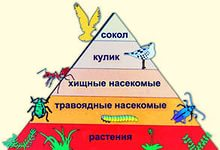 сокол
кулик
хищные насекомые
травоядные насекомые
растения